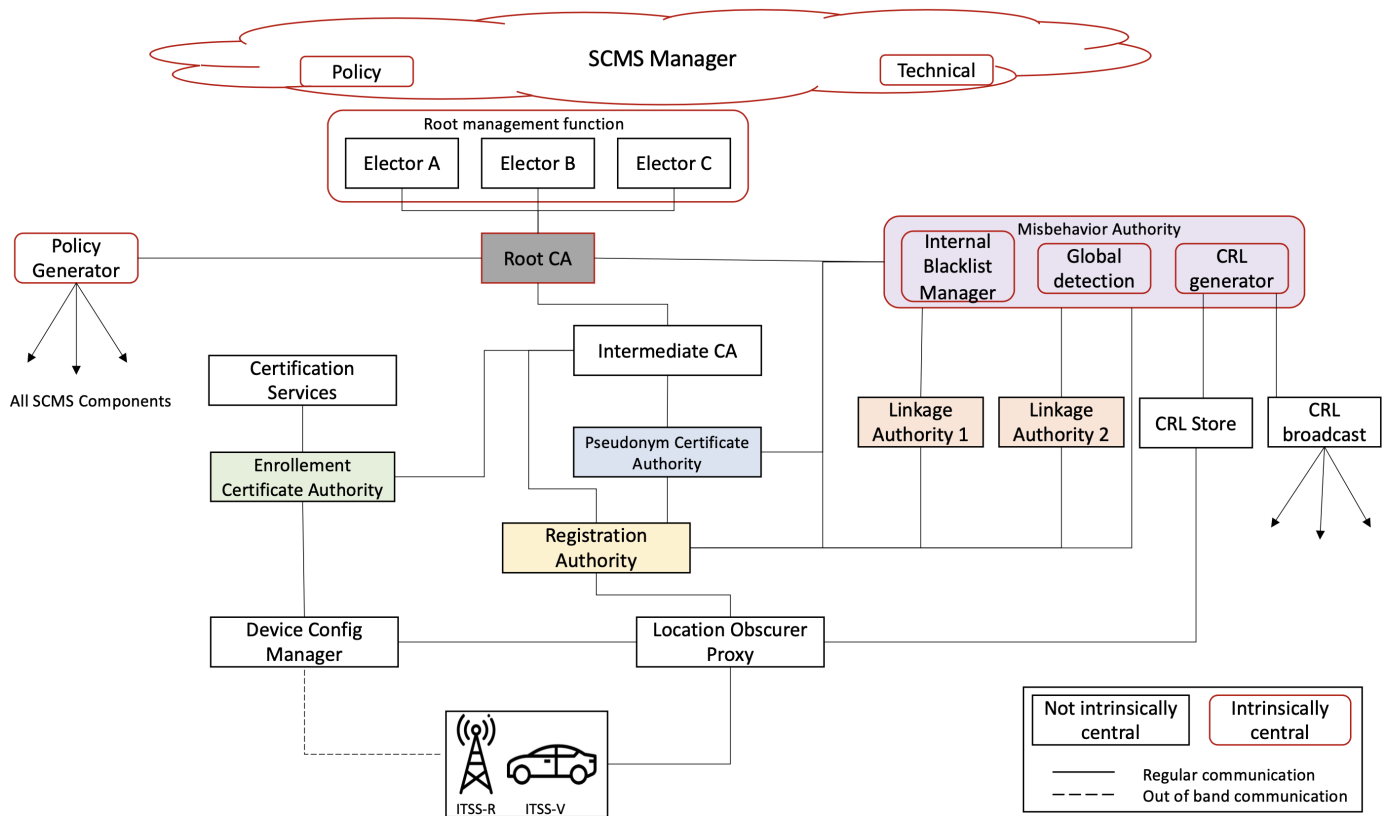 SCMS Manager
Policy
Technical
Root management function
Elector A
Elector B
Elector C
Policy
Generator
Root CA
Misbehavior Authority
Internal
Blacklist
Manager
Global
detection
CRL
generator
Intermediate CA
Certification
Services
All SCMS Components
Linkage
Authority 1
Linkage
Authority 2
CRL Store
CRL
broadcast
Pseudonym Certificate
Authority
Enrollement
Certificate Authority
Registration
Authority
Device Config
Manager
Location Obscurer
Proxy
ITSS-R
ITSS-V
Not intrinsically
central
Intrinsically
central
Regular communication
Out of band communication